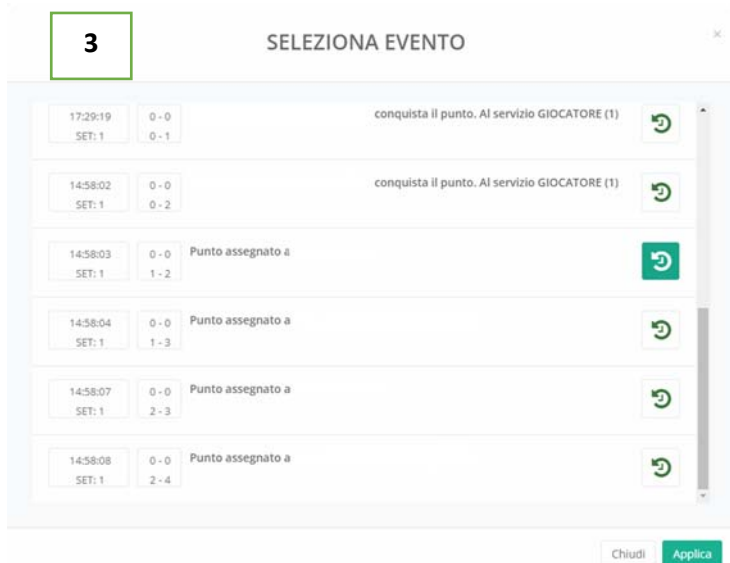 3
SELEZIONA EVENTO
×
17:29:19 0 - 0 conquista il punto. Al servizio GIOCATORE (1)
SET: 1 0 - 1
14:58:02 0 - 0 conquista il punto. Al servizio GIOCATORE (1)
SET: 1 0 - 2
14:58:03 0 - 0 Punto assegnato a
SET: 1 1 - 2
14:58:04 0 - 0 Punto assegnato a
SET: 1 1 - 3
14:58:07 0 - 0 Punto assegnato a
SET: 1 2 - 3
14:58:08 0 - 0 Punto assegnato a
SET: 1 2 - 4
Chiudi Applica